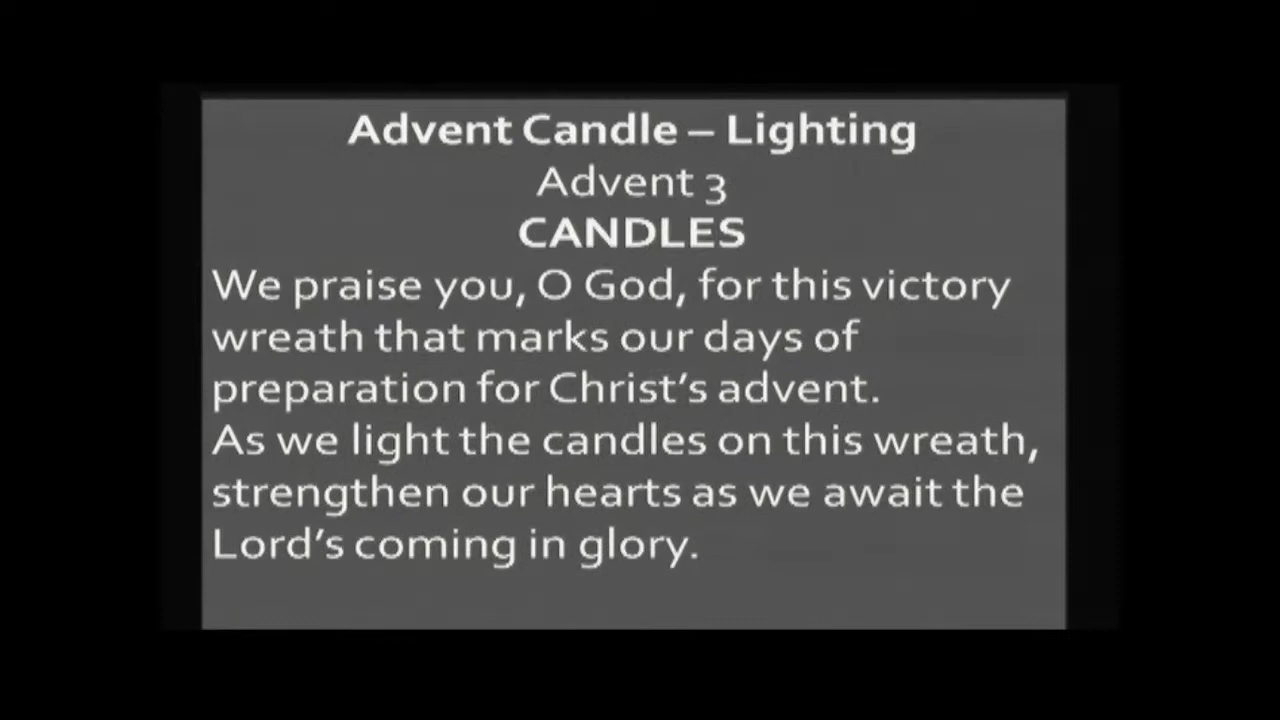 Advent Candle – Lighting
Advent 3
CANDLES
We praise you, O God, for this victory
wreath that marks our days of
preparation for Christ’s advent.
As we light the candles on this wreath,
strengthen our hearts as we await the
Lord’s coming in glory.